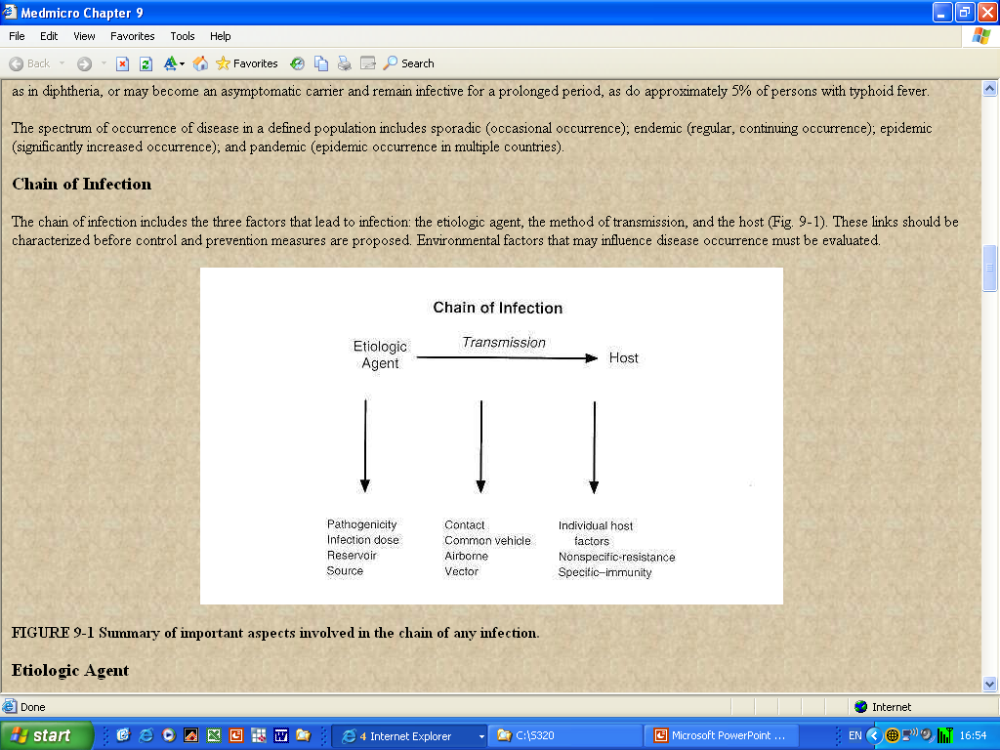 Medmicro Chapter 9
File Edit View Favorites Tools Help
Back Favorites Search
as in diphtheria, or may become an asymptomatic carrier and remain infective for a prolonged period, as do approximately 5% of persons with typhoid fever.
The spectrum of occurrence of disease in a defined population includes sporadic (occasional occurrence); endemic (regular, continuing occurrence); epidemic
(significantly increased occurrence); and pandemic (epidemic occurrence in multiple countries).
Chain of Infection
The chain of infection includes the three factors that lead to infection: the etiologic agent, the method of transmission, and the host (Fig. 9-1). These links should be
characterized before control and prevention measures are proposed. Environmental factors that may influence disease occurrence must be evaluated.
Chain of Infection
Etiologic
Agent
Transmission
Host
Pathogenicity
Infection dose
Reservoir
Source
Contact
Common vehicle
Airborne
Vector
Individual host
factors
Nonspecific-resistance
Specific–immunity
FIGURE 9-1 Summary of important aspects involved in the chain of any infection.
Etiologic Agent
Done Internet
start 4 Internet Explorer C:\5320 Microsoft PowerPoint ... EN 16:54